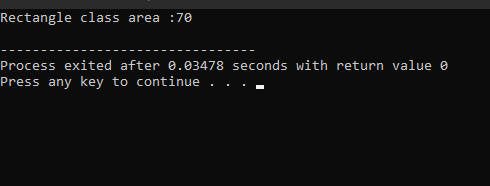 Rectangle class area :70
--------------------------------
Process exited after 0.03478 seconds with return value 0
Press any key to continue . . .